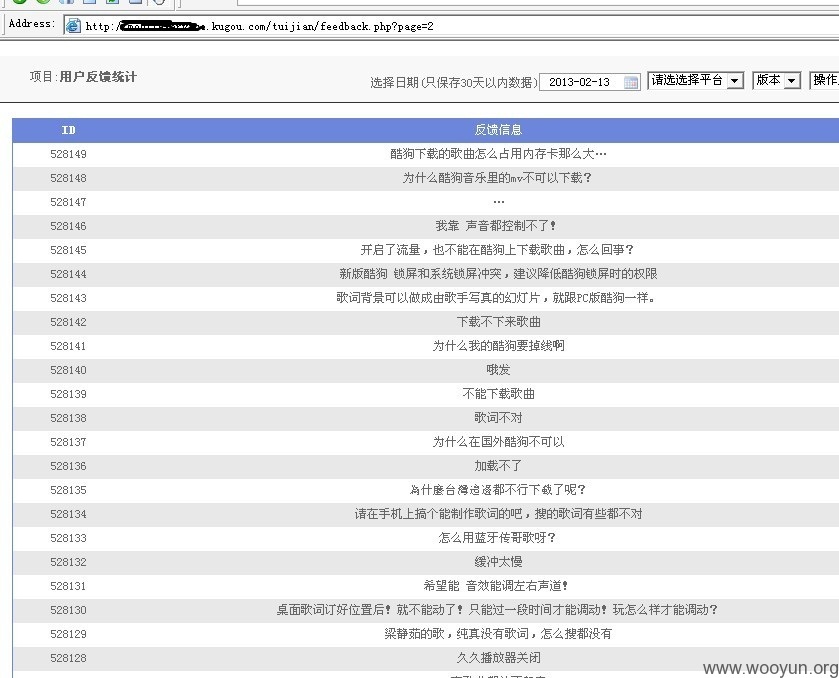 Address: http:/ .kugou.com/tuijian/feedback.php?page=2
项目:用户反馈统计
选择日期(只保存30天以内数据) 2013-02-13 请选选择平台 版本 操作
ID 反馈信息
528149 酷狗下载的歌曲怎么占用内存卡那么大…
528148 为什么酷狗音乐里的mv不可以下载?
528147 …
528146 我靠 声音都控制不了!
528145 开启了流量,也不能在酷狗上下载歌曲,怎么回事?
528144 新版酷狗 锁屏和系统锁屏冲突,建议降低酷狗锁屏时的权限
528143 歌词背景可以做成由歌手写真的幻灯片,就跟PC版酷狗一样。
528142 下载不下来歌曲
528141 为什么我的酷狗要掉线啊
528140 哦发
528139 不能下载歌曲
528138 歌词不对
528137 为什么在国外酷狗不可以
528136 加载不了
528135 為什麼台灣這邊都不行下载了呢?
528134 请在手机上搞个能制作歌词的吧,搜的歌词有些都不对
528133 怎么用蓝牙传哥歌呀?
528132 缓冲太慢
528131 希望能 音效能调左右声道!
528130 桌面歌词订好位置后!就不能动了!只能过一段时间才能调动!玩怎么样才能调动?
528129 梁静茹的歌,纯真没有歌词,怎么搜都没有
528128 久久播放器关闭
www.wooyun.org